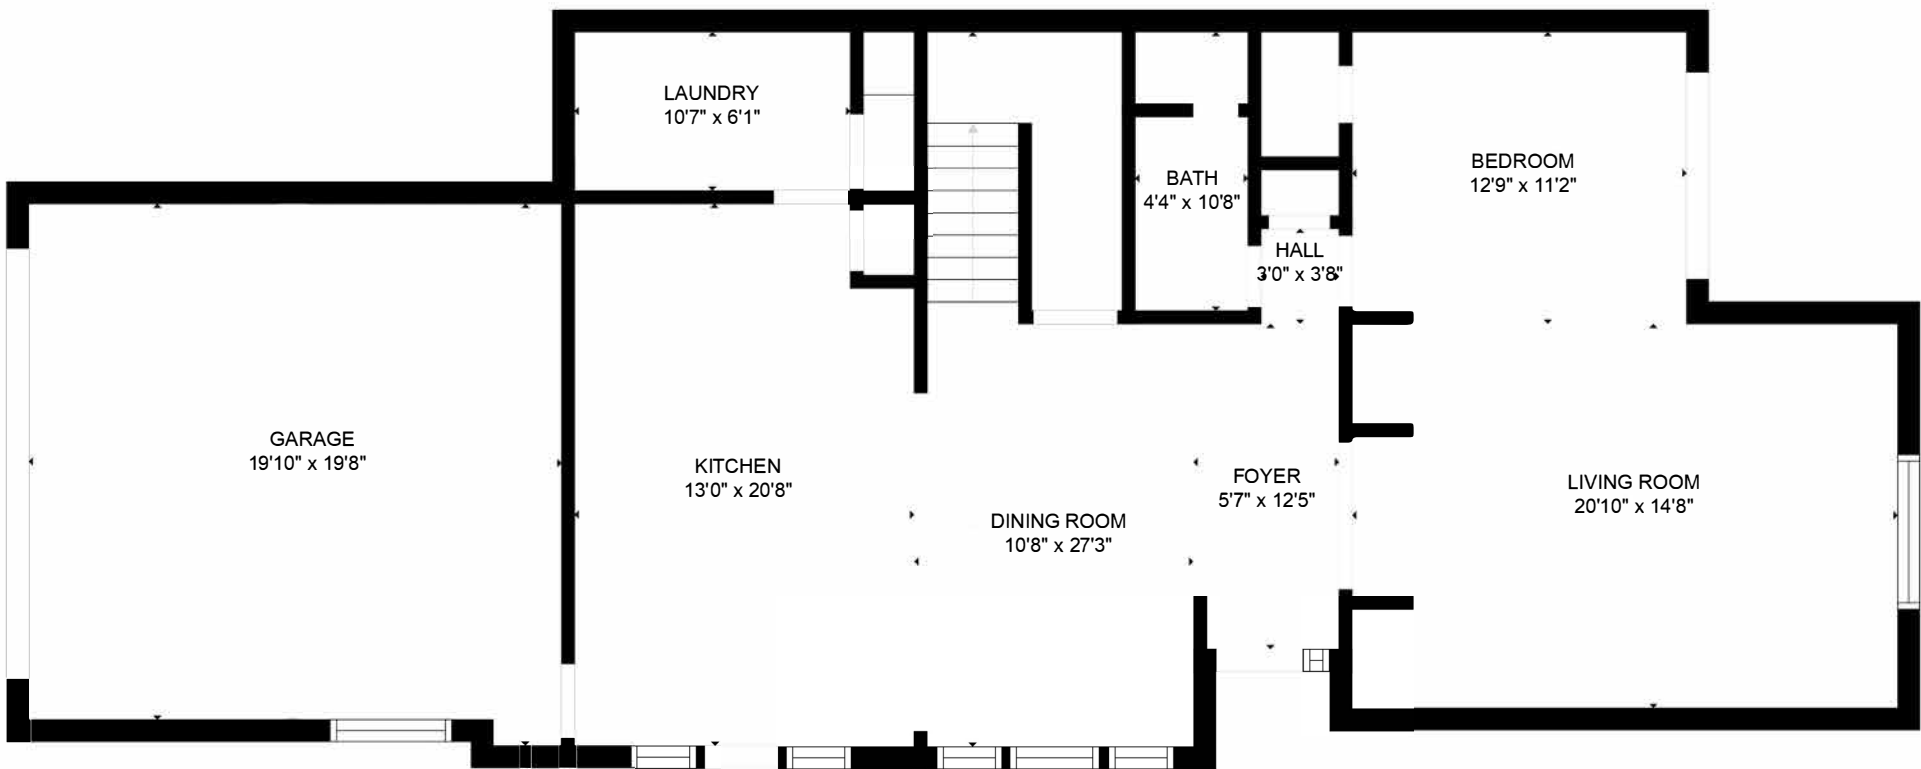 LAUNDRY
10'7" x 6'1"
BEDROOM
12'9" x 11'2"
BATH
4'4" x 10'8"
HALL
3'0" x 3'8"
GARAGE
19'10" x 19'8"
KITCHEN
13'0" x 20'8"
FOYER
5'7" x 12'5"
LIVING ROOM
20'10" x 14'8"
DINING ROOM
10'8" x 27'3"